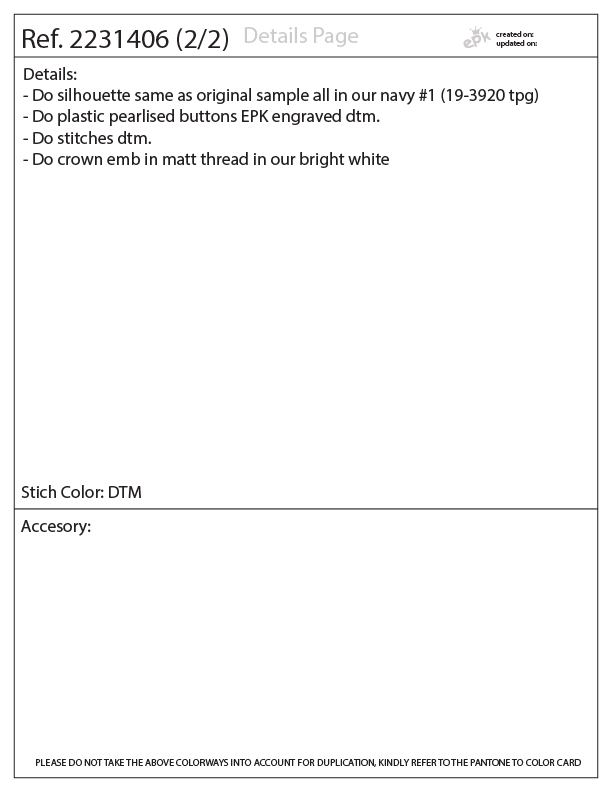 Ref. 2231406 (2/2) Details Page
epk
created on:
updated on:
Details:
- Do silhouette same as original sample all in our navy #1 (19-3920 tpg)
- Do plastic pearlised buttons EPK engraved dtm.
- Do stitches dtm.
- Do crown emb in matt thread in our bright white
Stich Color: DTM
Accesory:
PLEASE DO NOT TAKE THE ABOVE COLORWAYS INTO ACCOUNT FOR DUPLICATION, KINDLY REFER TO THE PANTONE TO COLOR CARD